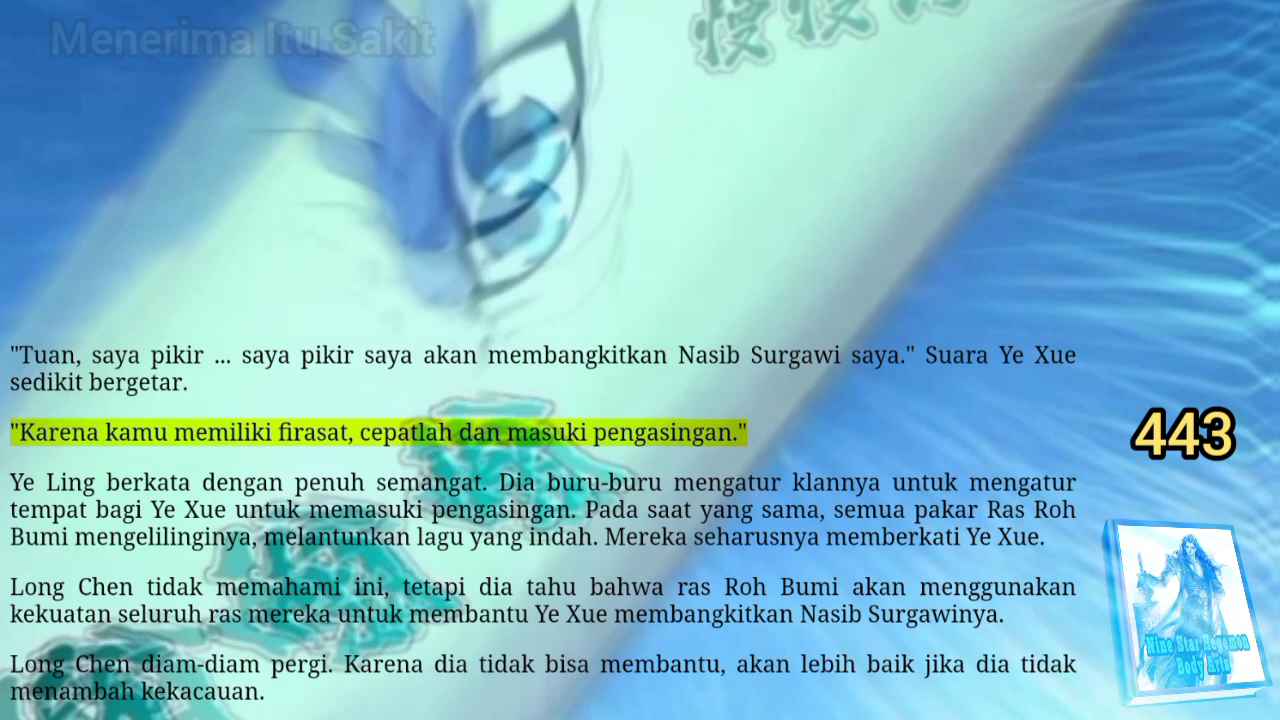 Menerima Itu Sakit
"Tuan, saya pikir ... saya pikir saya akan membangkitkan Nasib Surgawi saya." Suara Ye Xue
sedikit bergetar.
"Karena kamu memiliki firasat, cepatlah dan masuki pengasingan."
443
Ye Ling berkata dengan penuh semangat. Dia buru-buru mengatur klannya untuk mengatur
tempat bagi Ye Xue untuk memasuki pengasingan. Pada saat yang sama, semua pakar Ras Roh
Bumi mengelilinginya, melantunkan lagu yang indah. Mereka seharusnya memberkati Ye Xue.
Long Chen tidak memahami ini, tetapi dia tahu bahwa ras Roh Bumi akan menggunakan
kekuatan seluruh ras mereka untuk membantu Ye Xue membangkitkan Nasib Surgawinya.
Long Chen diam-diam pergi. Karena dia tidak bisa membantu, akan lebih baik jika dia tidak
menambah kekacauan.
Nine Star Hegemon
Body Arts